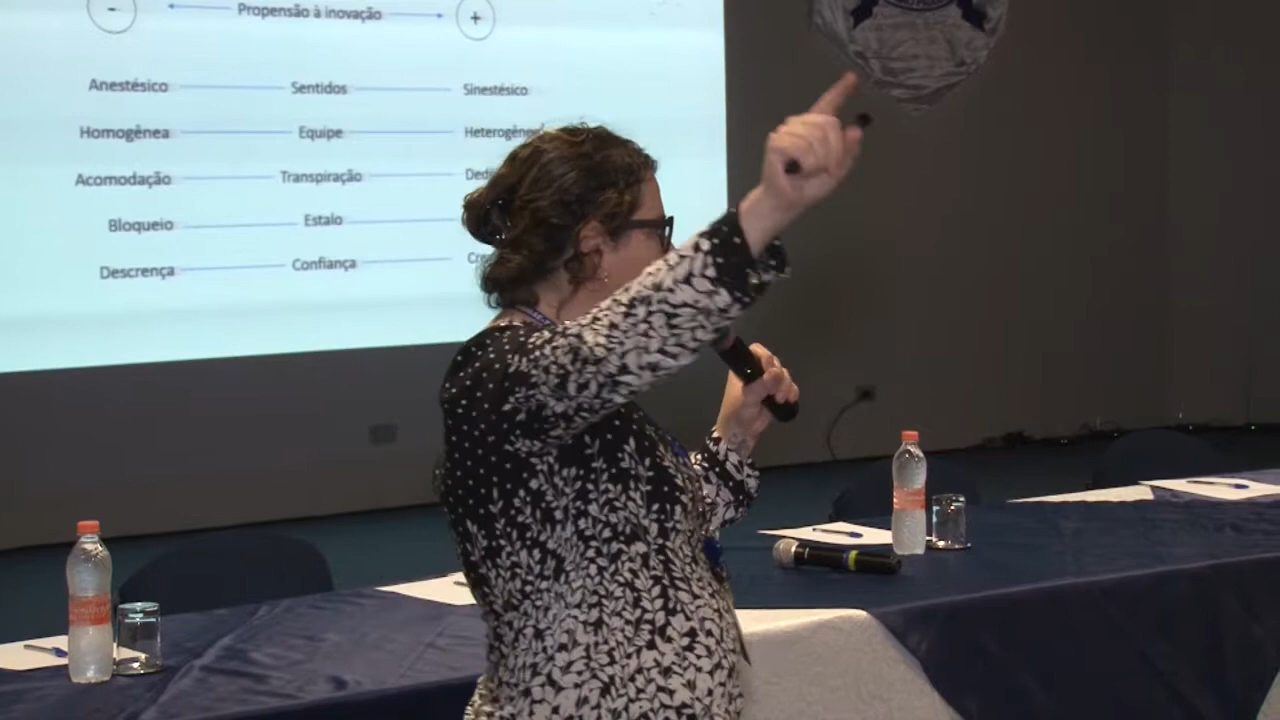 - Propensão à inovação +
Anestésico Sentidos Sinestésico
Homogênea Equipe
Acomodação Transpiração
Bloqueio Estalo
Descrença Confiança